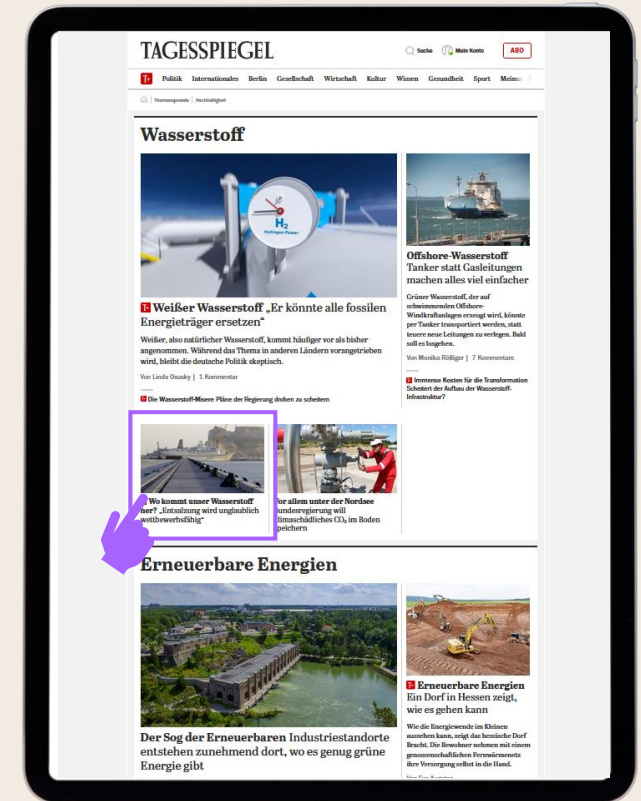 TAGESSPIEGEL
Suche
Mein Konto
ABO
T+ Politik Internationales Berlin Gesellschaft Wirtschaft Kultur Wissen Gesundheit Sport
Themenspezials | Nachhaltigkeit
Wasserstoff
H2
Hydrogen Power
T+ Weißer Wasserstoff „Er könnte alle fossilen
Energieträger ersetzen“
Weißer, also natürlicher Wasserstoff, kommt häufiger vor als bisher
angenommen. Während das Thema in anderen Ländern vorangetrieben
wird, bleibt die deutsche Politik skeptisch.
Von Linda Osusky | 1 Kommentar
T+ Die Wasserstoff-Misere Pläne der Regierung drohen zu scheitern
Offshore-Wasserstoff
Tanker statt Gasleitungen
machen alles viel einfacher
Grüner Wasserstoff, der auf
schwimmenden Offshore-
Windkraftanlagen erzeugt wird, könnte
per Tanker transportiert werden, statt
teuere neue Leitungen zu verlegen. Bald
soll es losgehen.
Von Monika Rößiger | 7 Kommentare
T+ Immense Kosten für die Transformation
Scheitert der Aufbau der Wasserstoff-
Infrastruktur?
Wo kommt unser Wasserstoff
her? „Entsalzung wird unglaublich
wettbewerbsfähig“
Vor allem unter der Nordsee
Bundesregierung will
klimaschädliches CO₂ im Boden
speichern
Erneuerbare Energien
Der Sog der Erneuerbaren Industriestandorte
entstehen zunehmend dort, wo es genug grüne
Energie gibt
T+ Erneuerbare Energien
Ein Dorf in Hessen zeigt,
wie es gehen kann
Wie die Energiewende im Kleinen
aussehen kann, zeigt das hessische Dorf
Bracht. Die Bewohner nehmen mit einem
genossenschaftlichen Fernwärmenetz
ihre Versorgung selbst in die Hand.